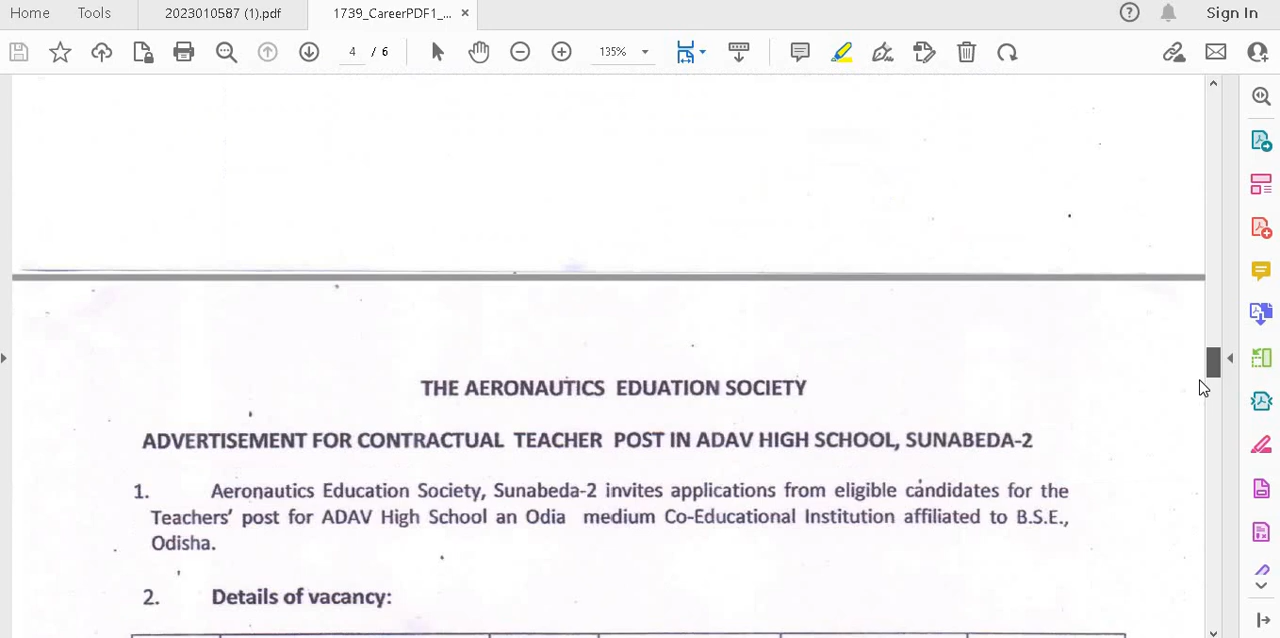 Home Tools 2023010587 (1).pdf 1739_CareerPDF1_... × Sign In
4 / 6 135%
THE AERONAUTICS EDUATION SOCIETY
ADVERTISEMENT FOR CONTRACTUAL TEACHER POST IN ADAV HIGH SCHOOL, SUNABEDA-2
1. Aeronautics Education Society, Sunabeda-2 invites applications from eligible candidates for the
Teachers' post for ADAV High School an Odia medium Co-Educational Institution affiliated to B.S.E.,
Odisha.
2. Details of vacancy: